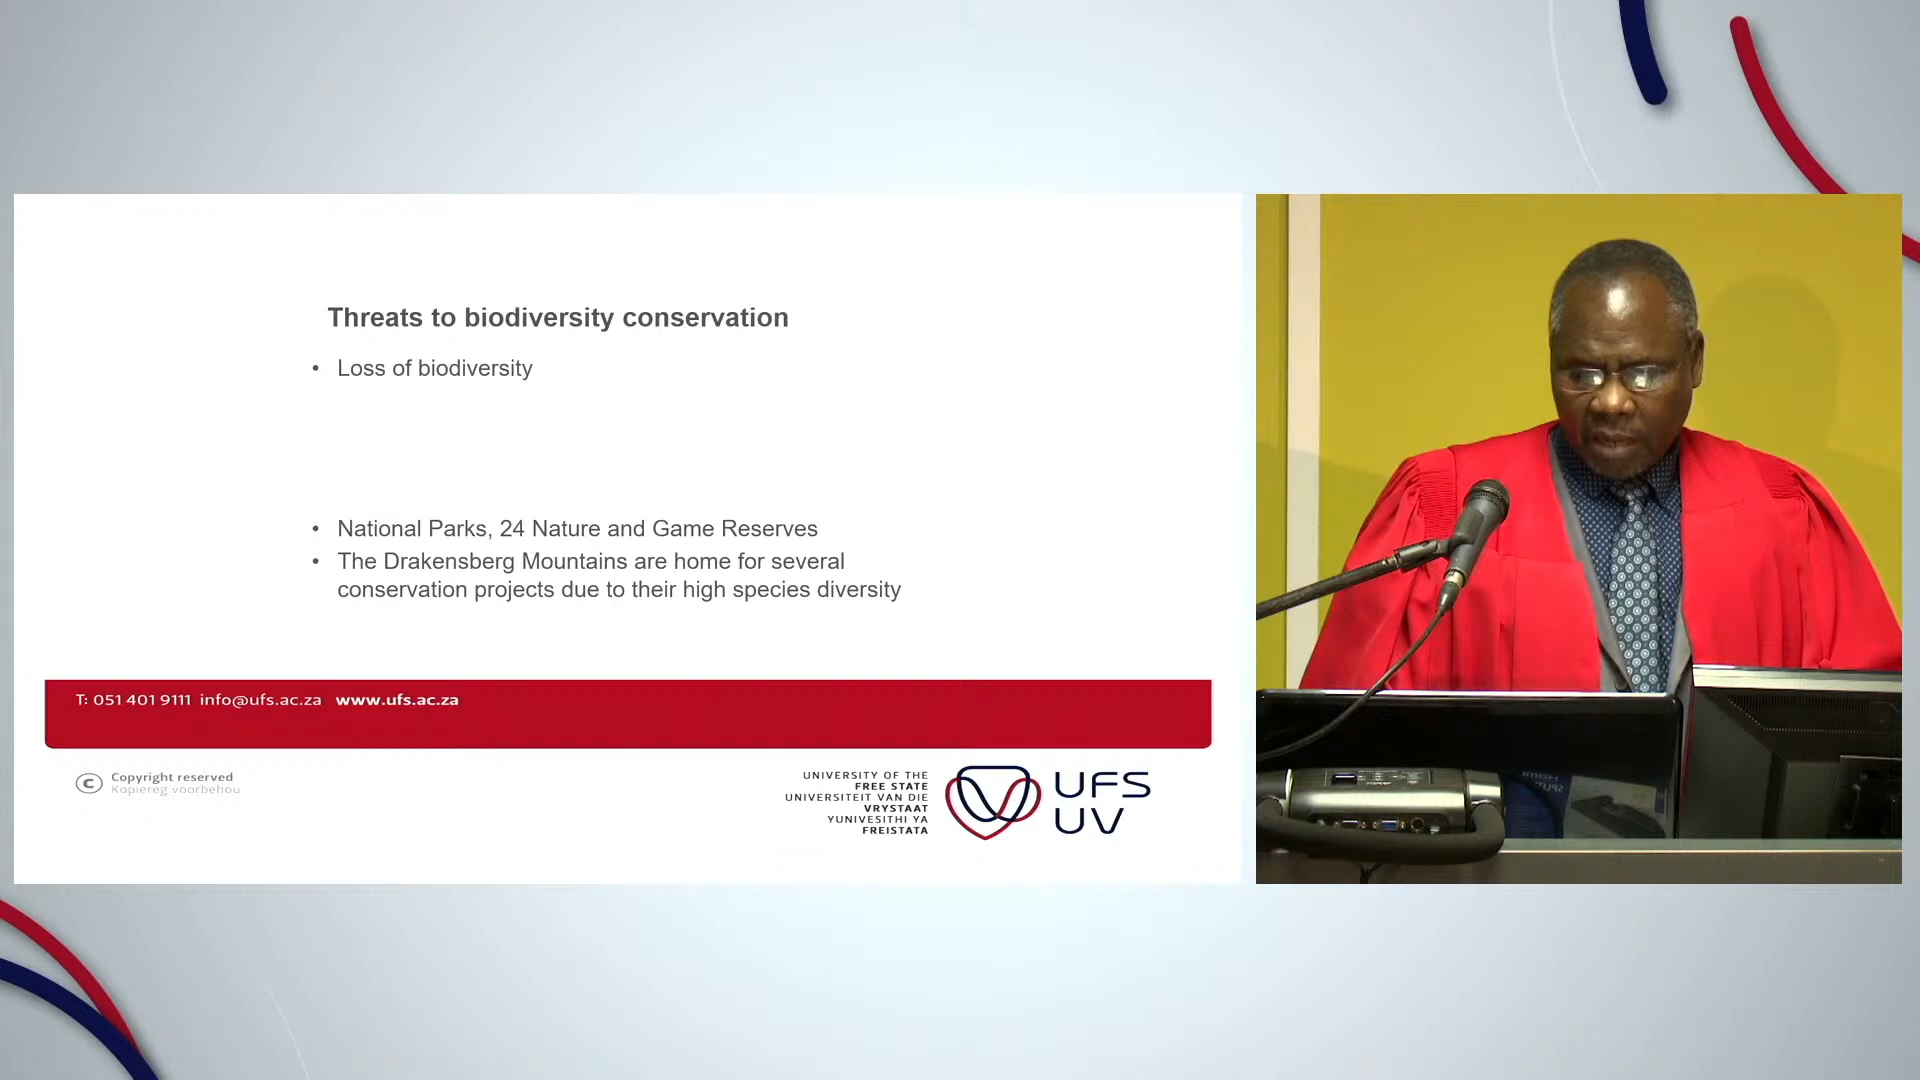 Threats to biodiversity conservation
• Loss of biodiversity
• National Parks, 24 Nature and Game Reserves
• The Drakensberg Mountains are home for several
conservation projects due to their high species diversity
T: 051 401 9111 info@ufs.ac.za www.ufs.ac.za
© Copyright reserved
Kopiereg voorbehou
UNIVERSITY OF THE
FREE STATE
UNIVERSITEIT VAN DIE
VRYSTAAT
YUNIVESITHI YA
FREISTATA
UFS
UV